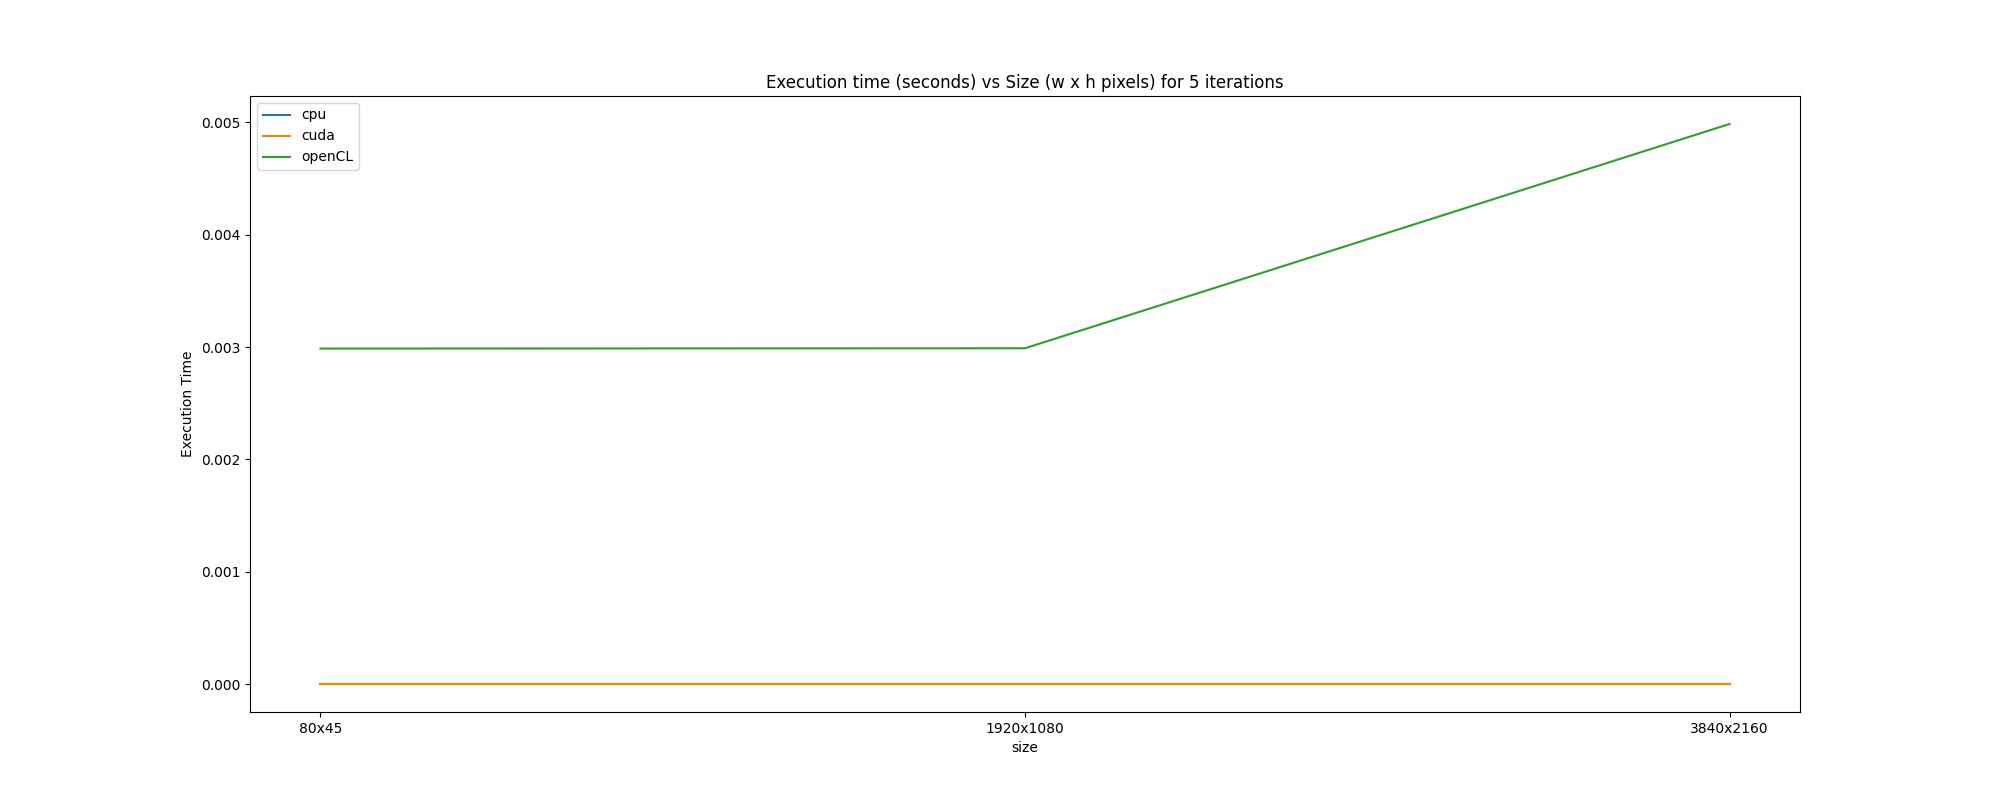 Execution time (seconds) vs Size (w x h pixels) for 5 iterations
cpu
cuda
openCL
0.005
0.004
0.003
0.002
0.001
0.000
Execution Time
80x45
1920x1080
3840x2160
size